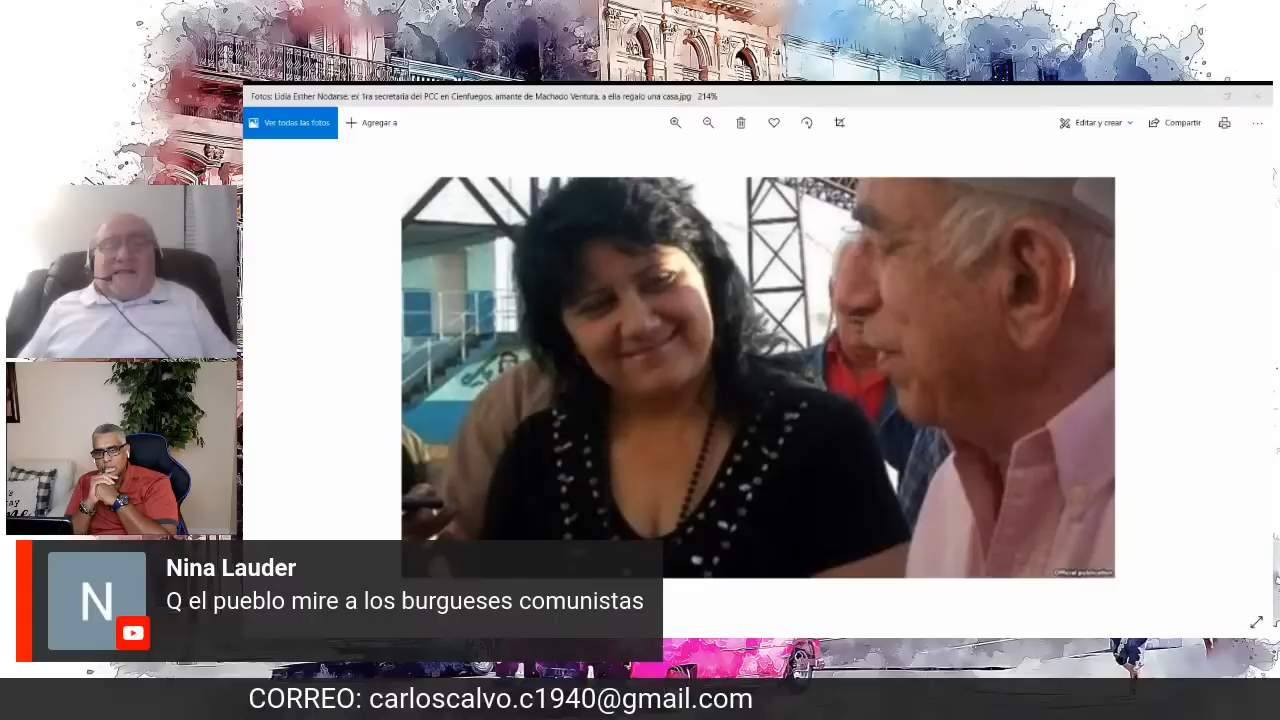 Fotos: Lidia Esther Nodarse, ex 1ra secretaria del PCC en Cienfuegos, amante de Machado Ventura, a ella regalo una casa.jpg 214%
Ver todas las fotos
Agregar a
Editar y crear
Compartir
Official publication
N
Nina Lauder
Q el pueblo mire a los burgueses comunistas
CORREO: carloscalvo.c1940@gmail.com